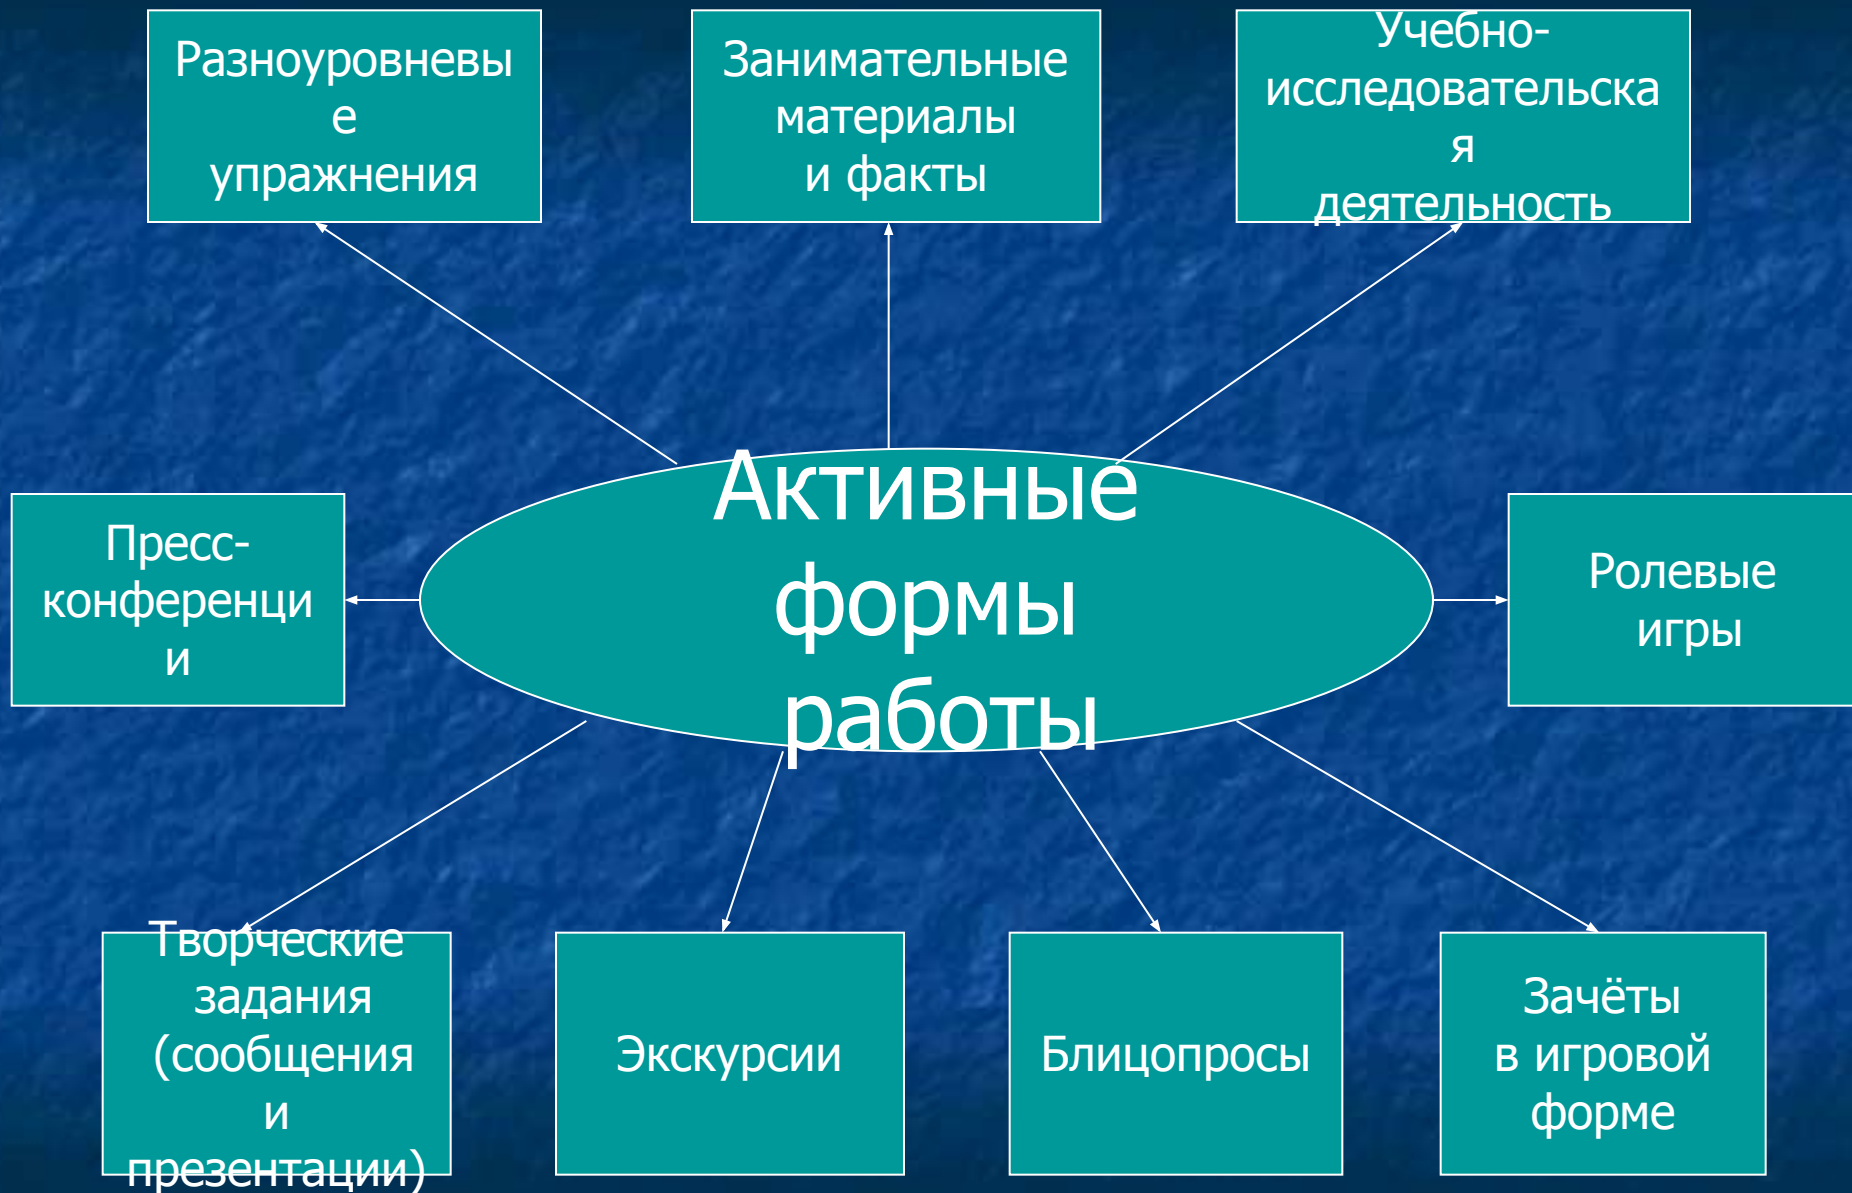 Разноуровневы
е
упражнения
Занимательные
материалы
и факты
Учебно-
исследовательска
я
деятельность
Пресс-
конференци
и
Активные
формы
работы
Ролевые
игры
Творческие
задания
(сообщения
и
презентации)
Экскурсии
Блицопросы
Зачёты
в игровой
форме